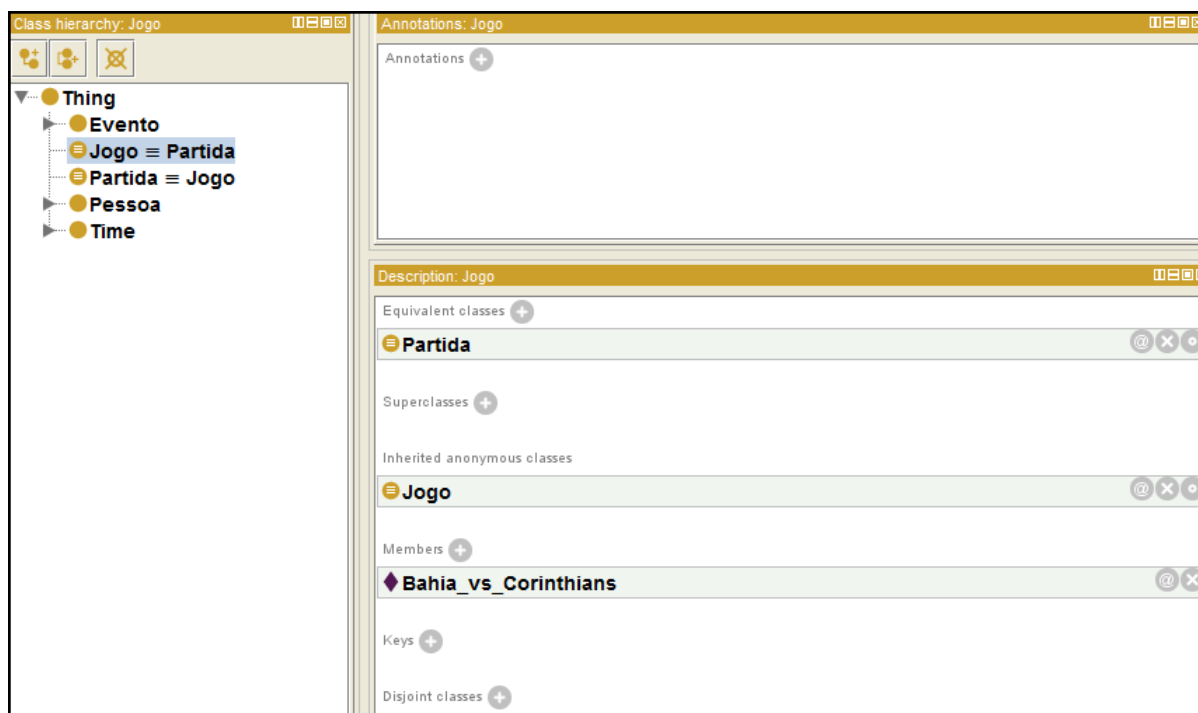 Class hierarchy: Jogo
Thing
Evento
Jogo ≡ Partida
Partida ≡ Jogo
Pessoa
Time
Annotations: Jogo
Annotations
Description: Jogo
Equivalent classes
Partida
Superclasses
Inherited anonymous classes
Jogo
Members
Bahia_vs_Corinthians
Keys
Disjoint classes